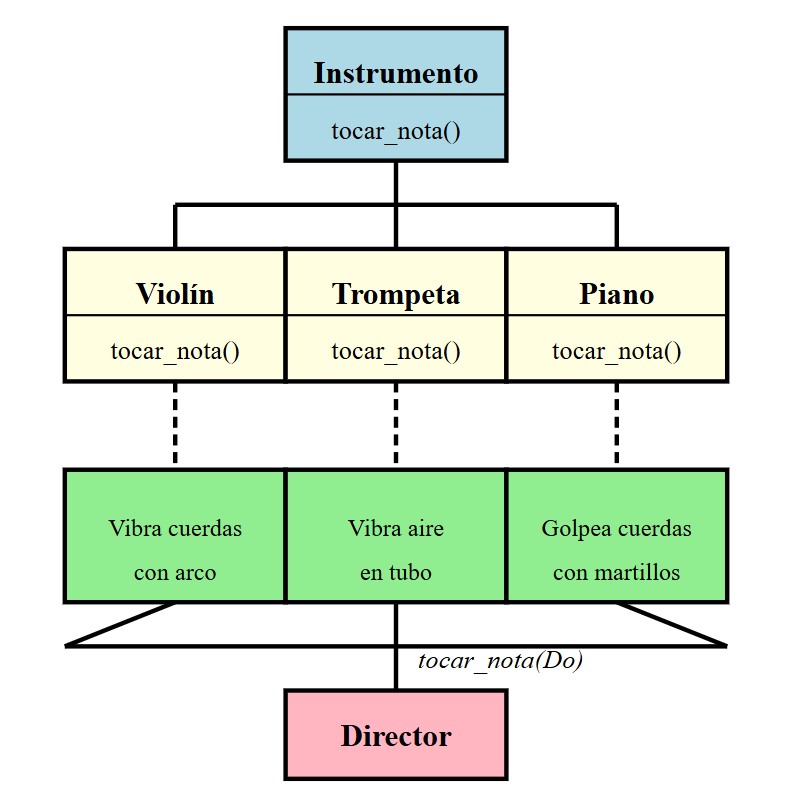 Instrumento
tocar_nota()
Violín
Trompeta
Piano
tocar_nota()
tocar_nota()
tocar_nota()
Vibra cuerdas
con arco
Vibra aire
en tubo
Golpea cuerdas
con martillos
tocar_nota(Do)
Director